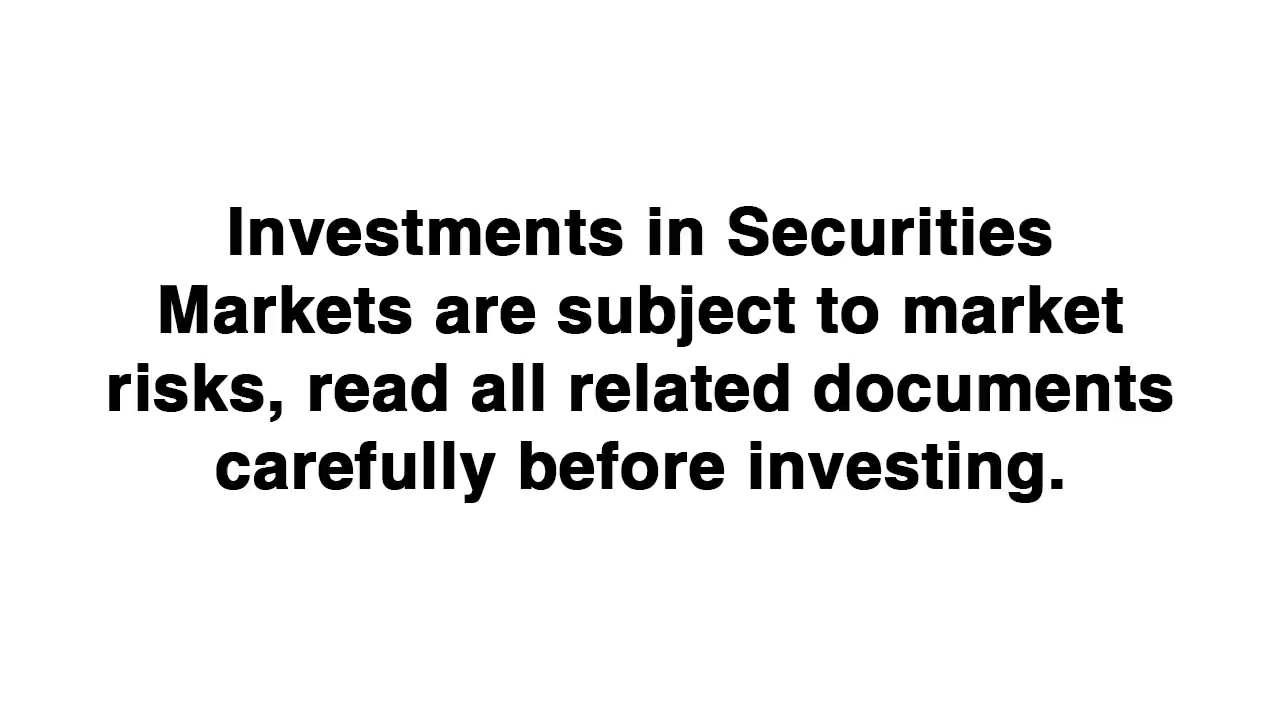 Investments in Securities
Markets are subject to market
risks, read all related documents
carefully before investing.